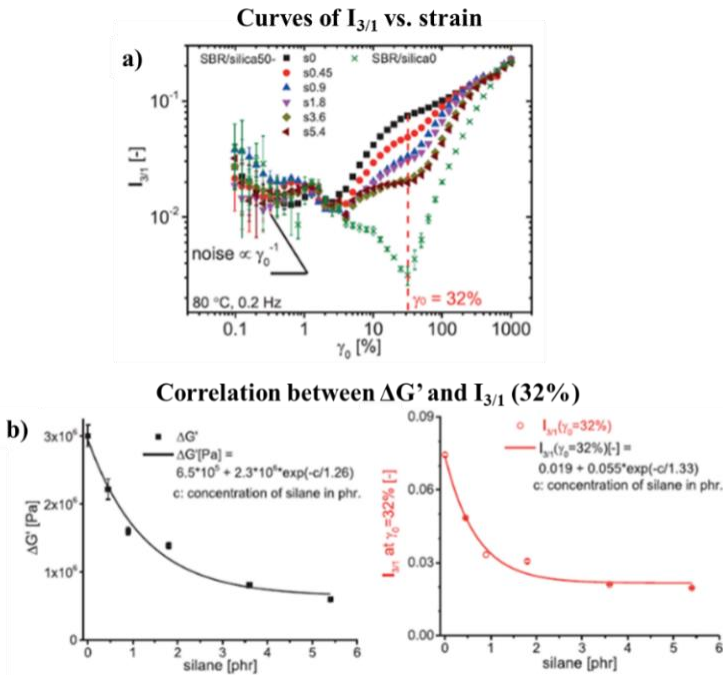 Curves of I3/1 vs. strain
a)
SBR/silica50-
s0
s0.45
s0.9
s1.8
s3.6
s5.4
SBR/silica0
10⁻¹
10⁻²
I3/1 [-]
noise ∝ γ0⁻¹
80 °C, 0.2 Hz
γ0 = 32%
0.1 1 10 100 1000
γ0 [%]
Correlation between ΔG' and I3/1 (32%)
b)
ΔG'
ΔG'[Pa] =
6.5*10⁵ + 2.3*10⁶*exp(-c/1.26)
c: concentration of silane in phr.
3x10⁶
2x10⁶
1x10⁶
0
ΔG' [Pa]
0 1 2 3 4 5 6
silane [phr]
I3/1(γ0=32%)
I3/1(γ0=32%)[-] =
0.019 + 0.055*exp(-c/1.33)
c: concentration of silane in phr.
0.09
0.06
0.03
0.00
I3/1 at γ0=32% [-]
0 1 2 3 4 5 6
silane [phr]